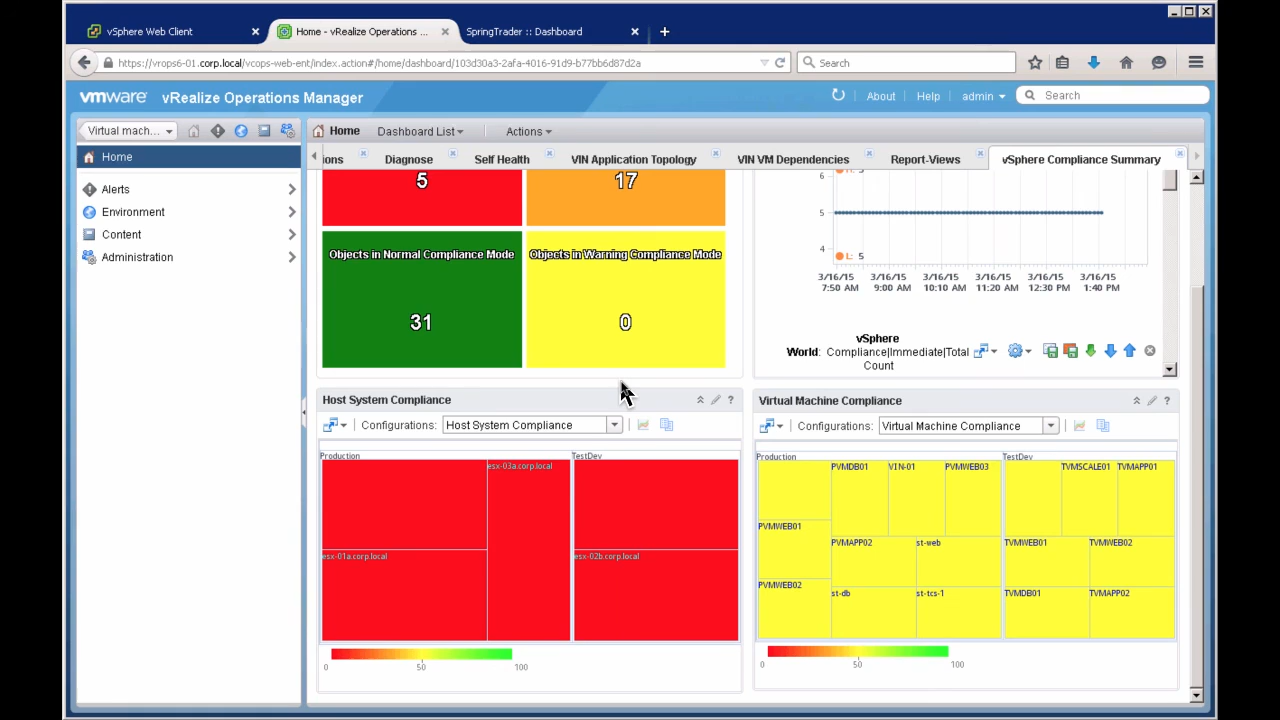 vSphere Web Client
Home - vRealize Operations ...
SpringTrader :: Dashboard
https://vrops6-01.corp.local/vcops-web-ent/index.action#/home/dashboard/103d30a3-2afa-4016-91d9-b77bb6d87d2a
Search
vmware vRealize Operations Manager
About
Help
admin
Search
Virtual mach...
Home
Dashboard List
Actions
Home
ions
Diagnose
Self Health
VIN Application Topology
VIN VM Dependencies
Report-Views
vSphere Compliance Summary
Alerts
Environment
Content
Administration
5
17
Objects in Normal Compliance Mode
31
Objects in Warning Compliance Mode
0
6
5
4
L: 5
3/16/15 3/16/15 3/16/15 3/16/15 3/16/15 3/16/15
7:50 AM 9:00 AM 10:10 AM 11:20 AM 12:30 PM 1:40 PM
vSphere
World: Compliance|Immediate|Total
Count
Host System Compliance
?
Configurations: Host System Compliance
Production
esx-03a.corp.local
esx-01a.corp.local
TestDev
esx-02b.corp.local
0 50 100
Virtual Machine Compliance
?
Configurations: Virtual Machine Compliance
Production
PVMDB01 VIN-01 PVMWEB03
PVMWEB01
PVMAPP02 st-web
PVMWEB02
st-db st-tcs-1
TestDev
TVMSCALE01 TVMAPP01
TVMWEB01 TVMWEB02
TVMDB01 TVMAPP02
0 50 100